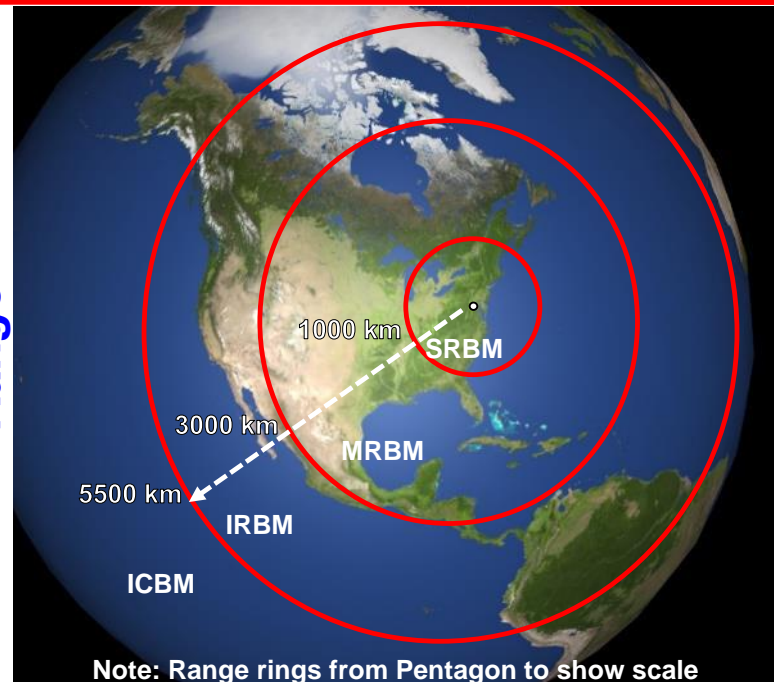 1000 km
SRBM
3000 km
MRBM
5500 km
IRBM
ICBM
Note: Range rings from Pentagon to show scale